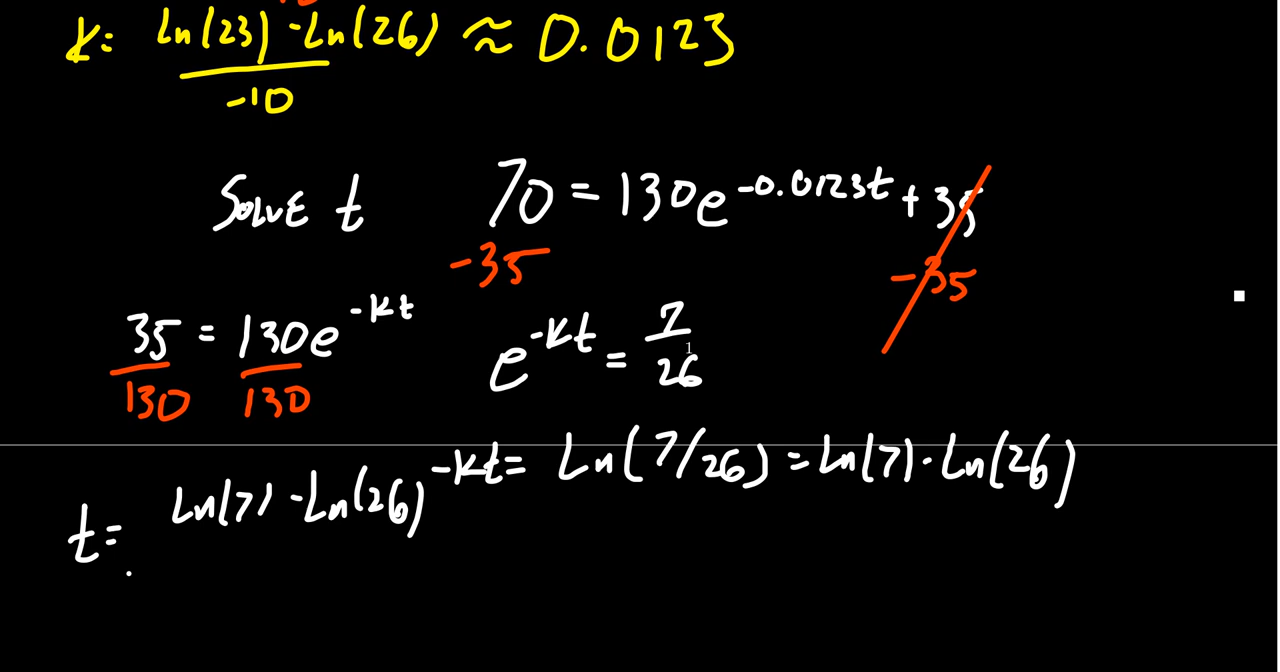 k = ln(23) - ln(26) ≈ 0.0123
-10
SOLVE t 70 = 130e^-0.0123t + 35
-35 -35
35 = 130e^-kt e^-kt = 7
26
130 130
-kt = ln(7/26) = ln(7) - ln(26)
t = ln(7) - ln(26)